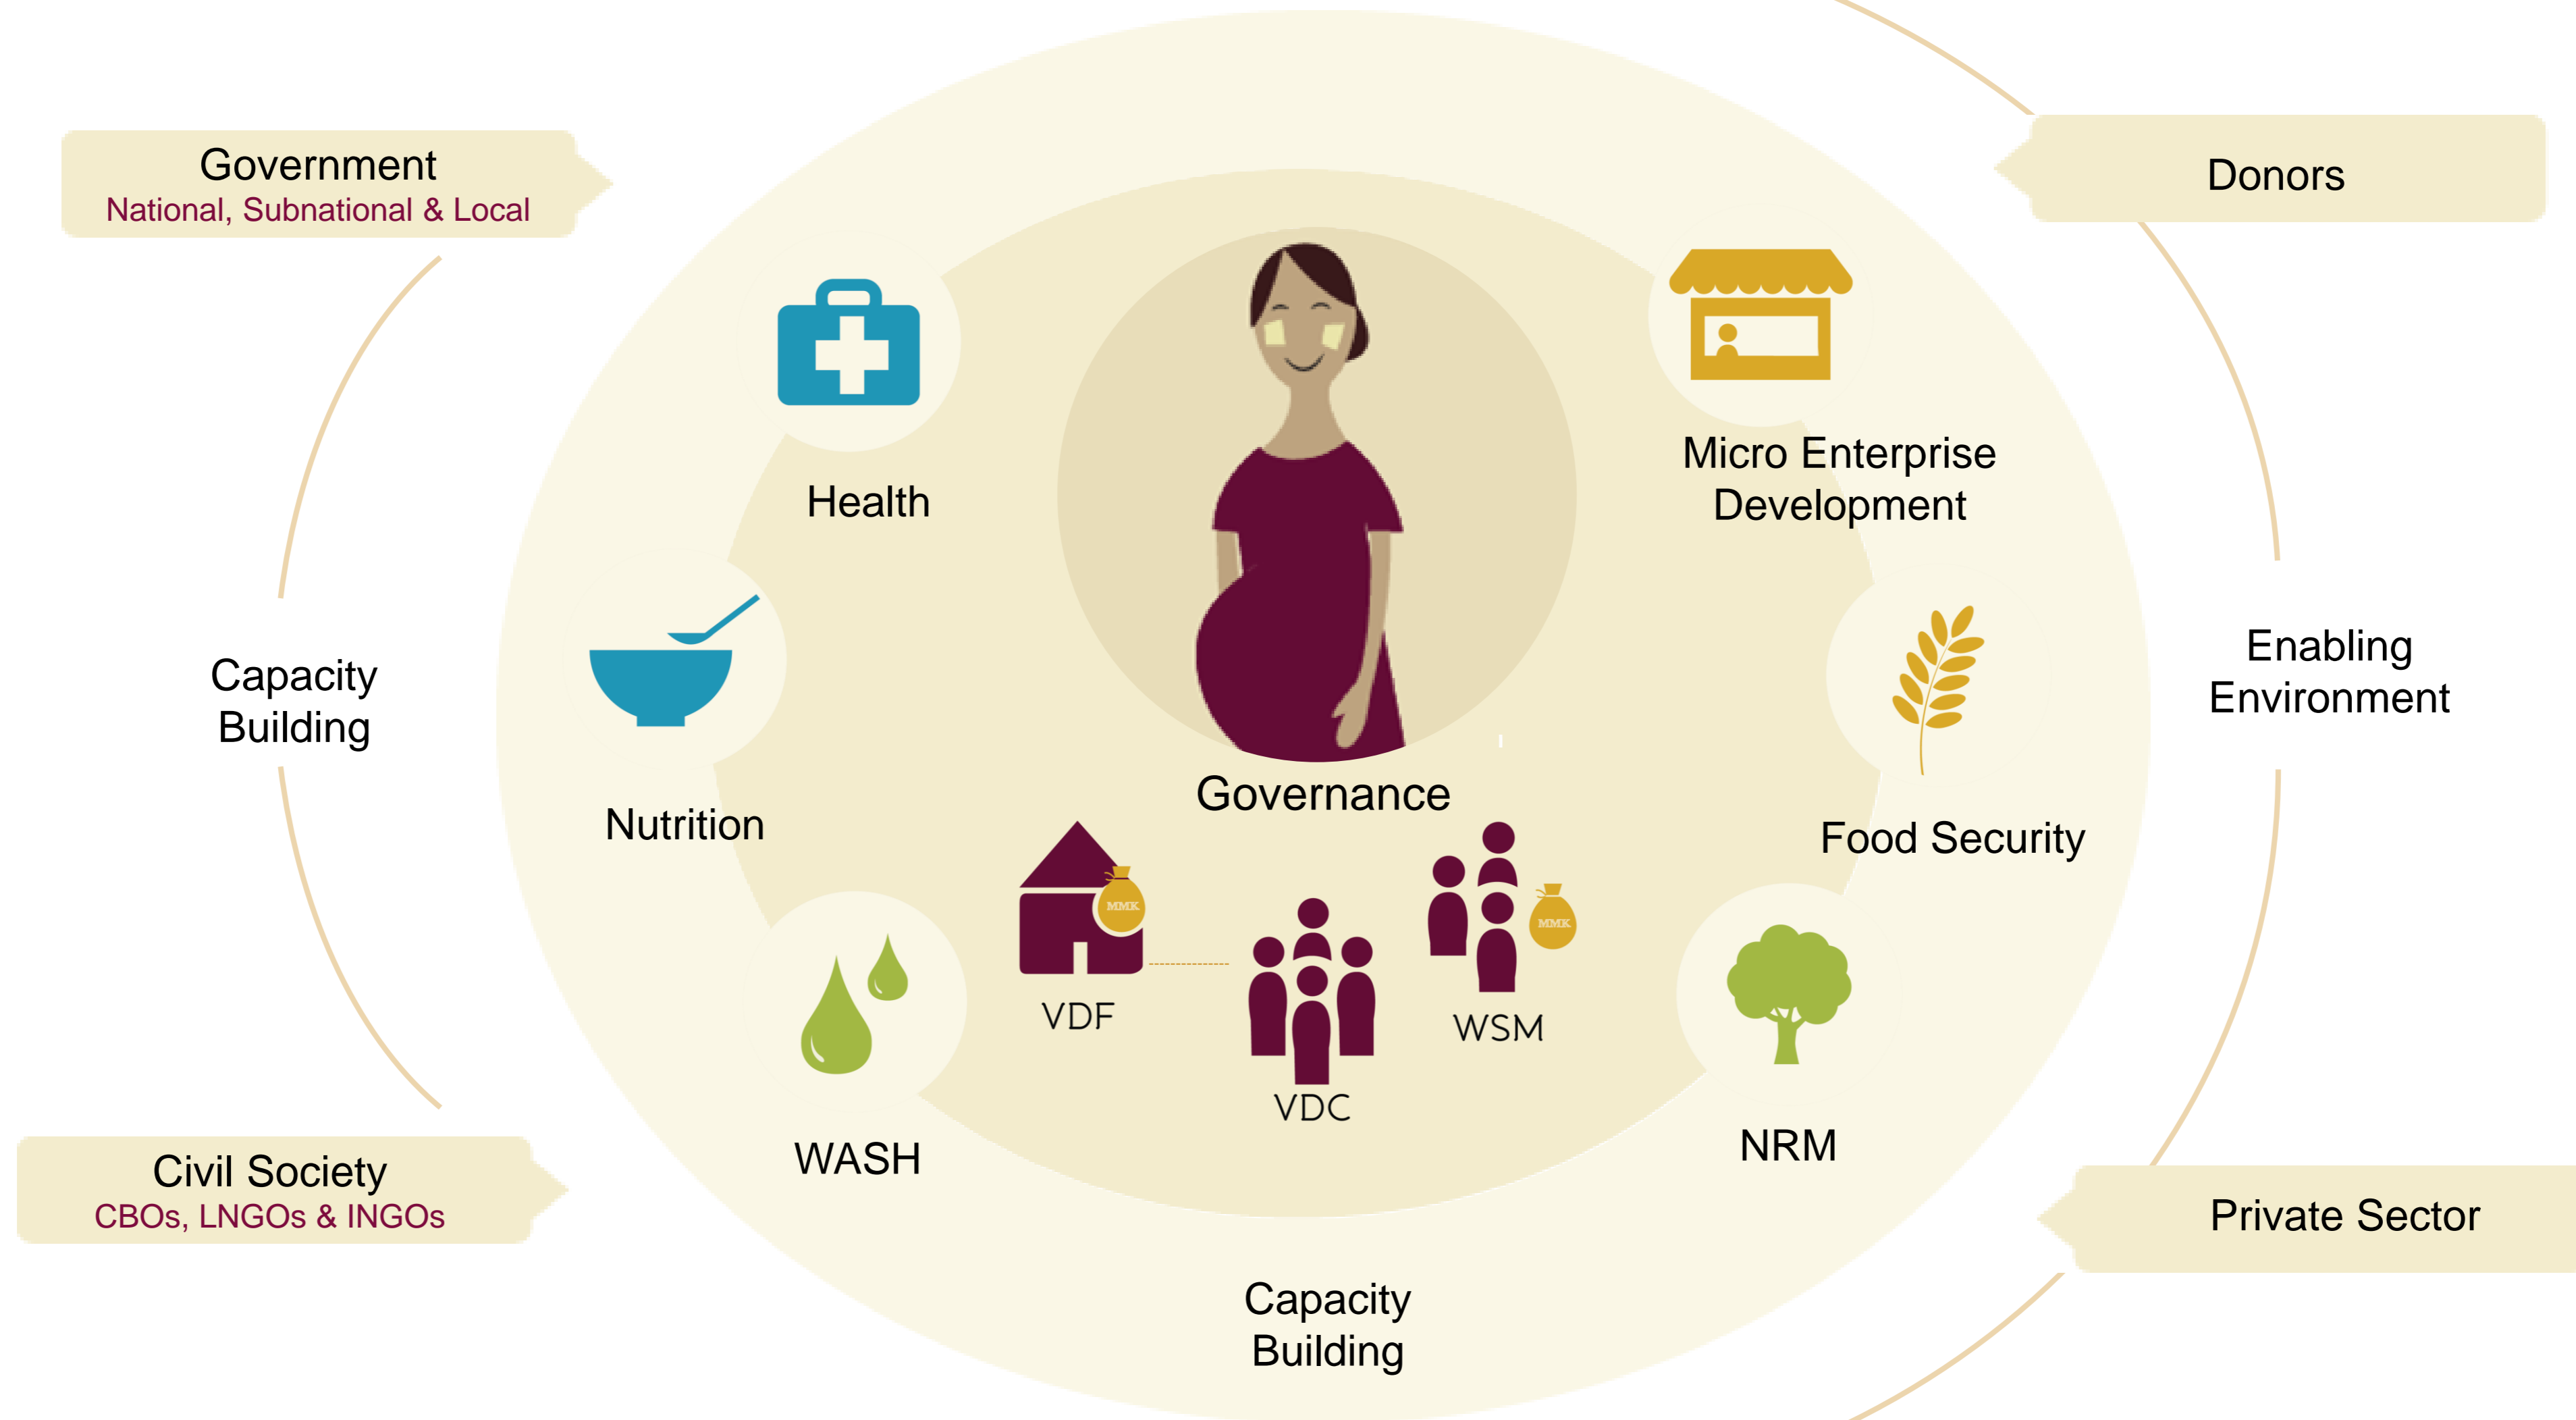 Government
National, Subnational & Local
Donors
Health
Micro Enterprise
Development
Capacity
Building
Enabling
Environment
Nutrition
Governance
Food Security
MMK
MMK
VDF
WSM
VDC
WASH
NRM
Civil Society
CBOs, LNGOs & INGOs
Private Sector
Capacity
Building